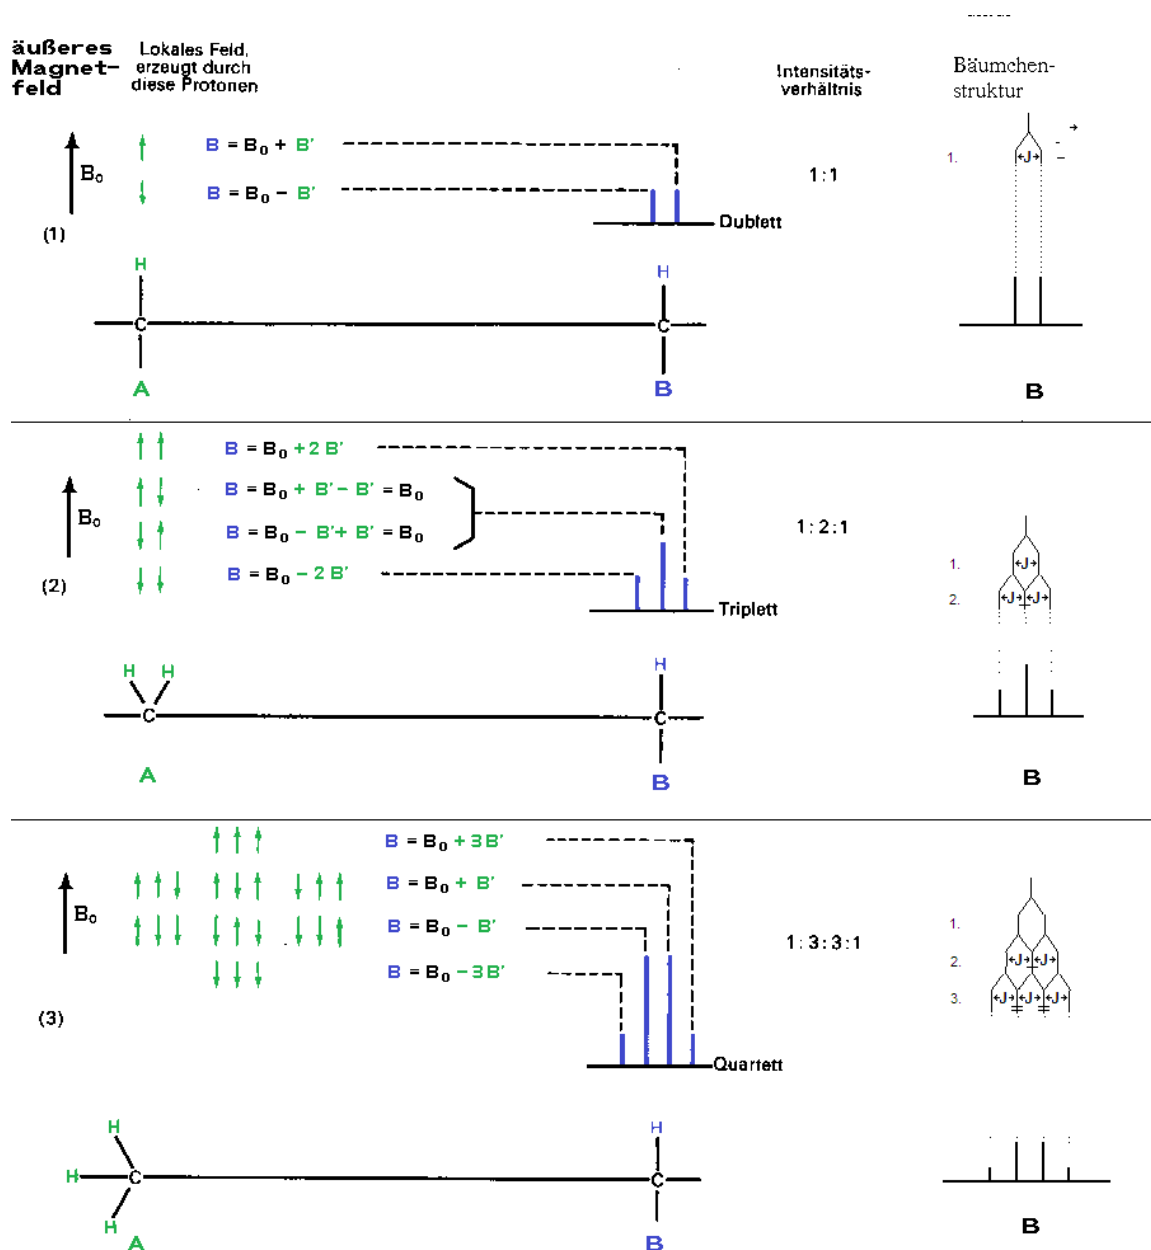 äußeres
Magnet-
feld
Lokales Feld,
erzeugt durch
diese Protonen
Intensitäts-
verhältnis
Bäumchen-
struktur
B₀
B = B₀ + B'
B = B₀ − B'
Dublett
1:1
1.
J
(1)
H
C
A
H
C
B
B
B₀
B = B₀ + 2 B'
B = B₀ + B' − B' = B₀
B = B₀ − B' + B' = B₀
B = B₀ − 2 B'
Triplett
1:2:1
1.
J
2.
J
J
(2)
H
H
C
A
H
C
B
B
B₀
B = B₀ + 3B'
B = B₀ + B'
B = B₀ − B'
B = B₀ − 3B'
Quartett
1:3:3:1
1.
2.
J
J
3.
J
J
J
(3)
H
H
H
C
A
H
C
B
B